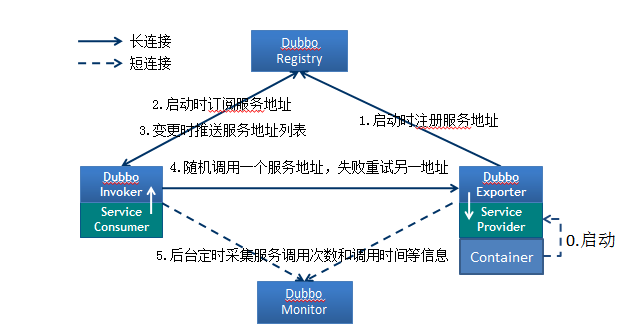 长连接
短连接
Dubbo
Registry
2.启动时订阅服务地址
3.变更时推送服务地址列表
1.启动时注册服务地址
4.随机调用一个服务地址，失败重试另一地址
Dubbo
Invoker
Service
Consumer
Dubbo
Exporter
Service
Provider
Container
0.启动
5.后台定时采集服务调用次数和调用时间等信息
Dubbo
Monitor